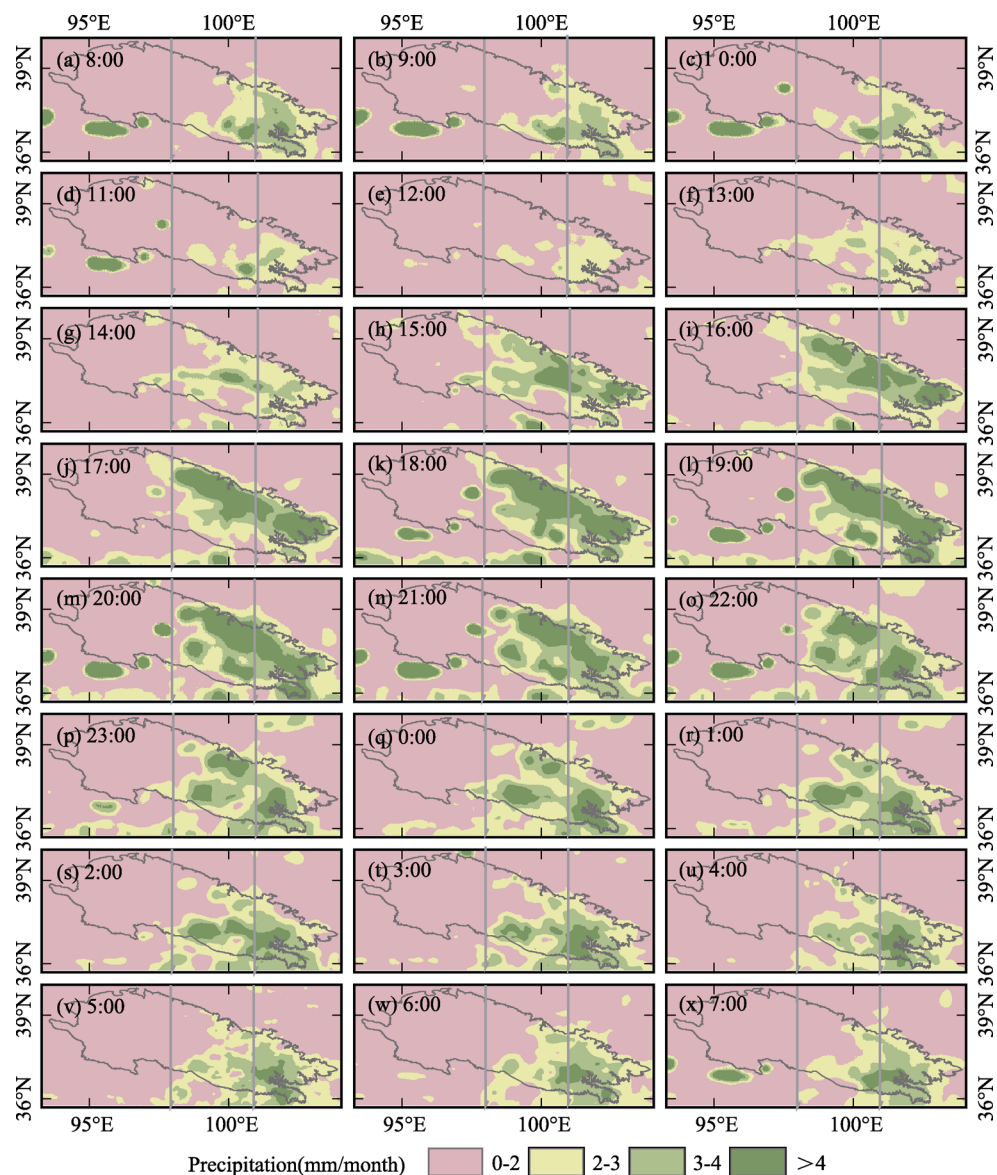 95°E 100°E 95°E 100°E 95°E 100°E
39°N (a) 8:00 (b) 9:00 (c)1 0:00 39°N
36°N 36°N
39°N (d) 11:00 (e) 12:00 (f) 13:00 39°N
36°N 36°N
39°N (g) 14:00 (h) 15:00 (i) 16:00 39°N
36°N 36°N
39°N (j) 17:00 (k) 18:00 (l) 19:00 39°N
36°N 36°N
39°N (m) 20:00 (n) 21:00 (o) 22:00 39°N
36°N 36°N
39°N (p) 23:00 (q) 0:00 (r) 1:00 39°N
36°N 36°N
39°N (s) 2:00 (t) 3:00 (u) 4:00 39°N
36°N 36°N
39°N (v) 5:00 (w) 6:00 (x) 7:00 39°N
36°N 36°N
95°E 100°E 95°E 100°E 95°E 100°E
Precipitation(mm/month) 0-2 2-3 3-4 >4